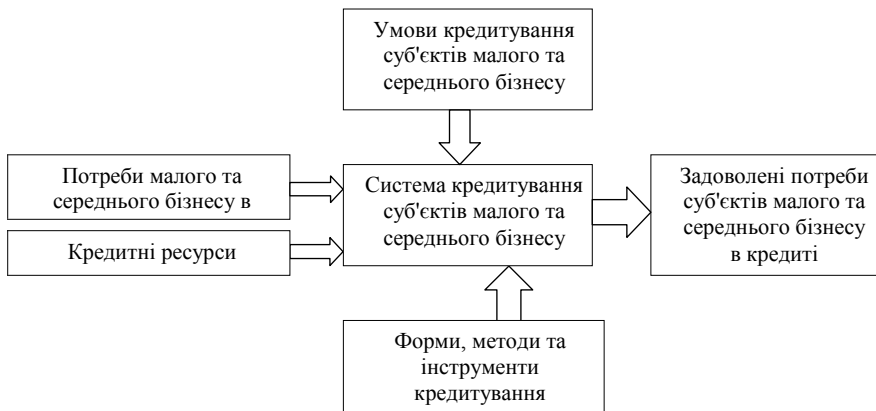 Умови кредитування
суб'єктів малого та
середнього бізнесу
Потреби малого та
середнього бізнесу в
Кредитні ресурси
Система кредитування
суб'єктів малого та
середнього бізнесу
Задоволені потреби
суб'єктів малого та
середнього бізнесу
в кредиті
Форми, методи та
інструменти
кредитування